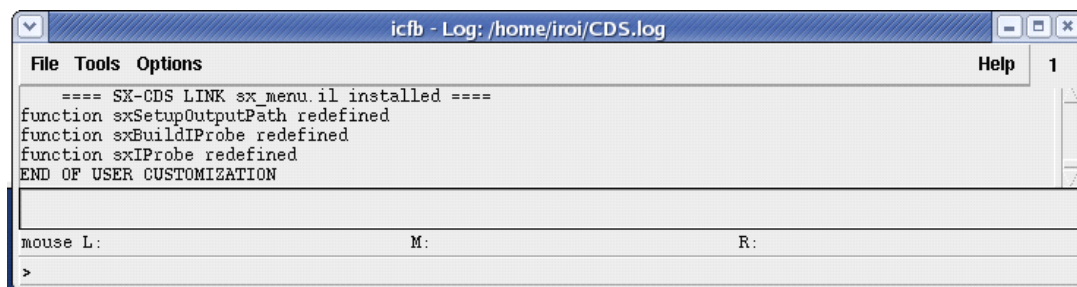 icfb - Log: /home/iroi/CDS.log
File Tools Options Help 1
==== SX-CDS LINK sx_menu.il installed ====
function sxSetupOutputPath redefined
function sxBuildIProbe redefined
function sxIProbe redefined
END OF USER CUSTOMIZATION
mouse L: M: R:
>